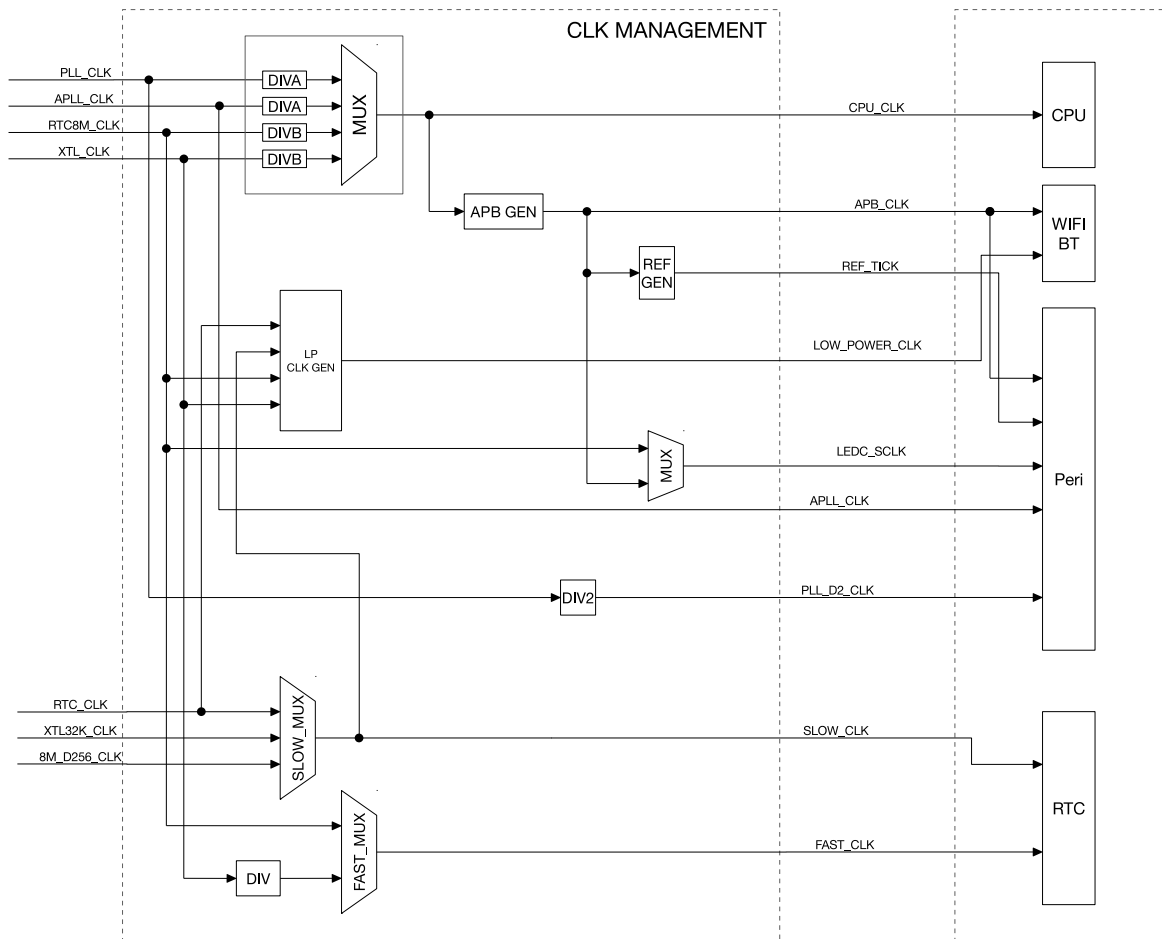 CLK MANAGEMENT
PLL_CLK
APLL_CLK
RTC8M_CLK
XTL_CLK
DIVA
DIVA
DIVB
DIVB
MUX
CPU_CLK
CPU
APB GEN
APB_CLK
WIFI
BT
REF
GEN
REF_TICK
LP
CLK GEN
LOW_POWER_CLK
MUX
LEDC_SCLK
Peri
APLL_CLK
DIV2
PLL_D2_CLK
RTC_CLK
XTL32K_CLK
8M_D256_CLK
SLOW_MUX
SLOW_CLK
RTC
FAST_MUX
FAST_CLK
DIV